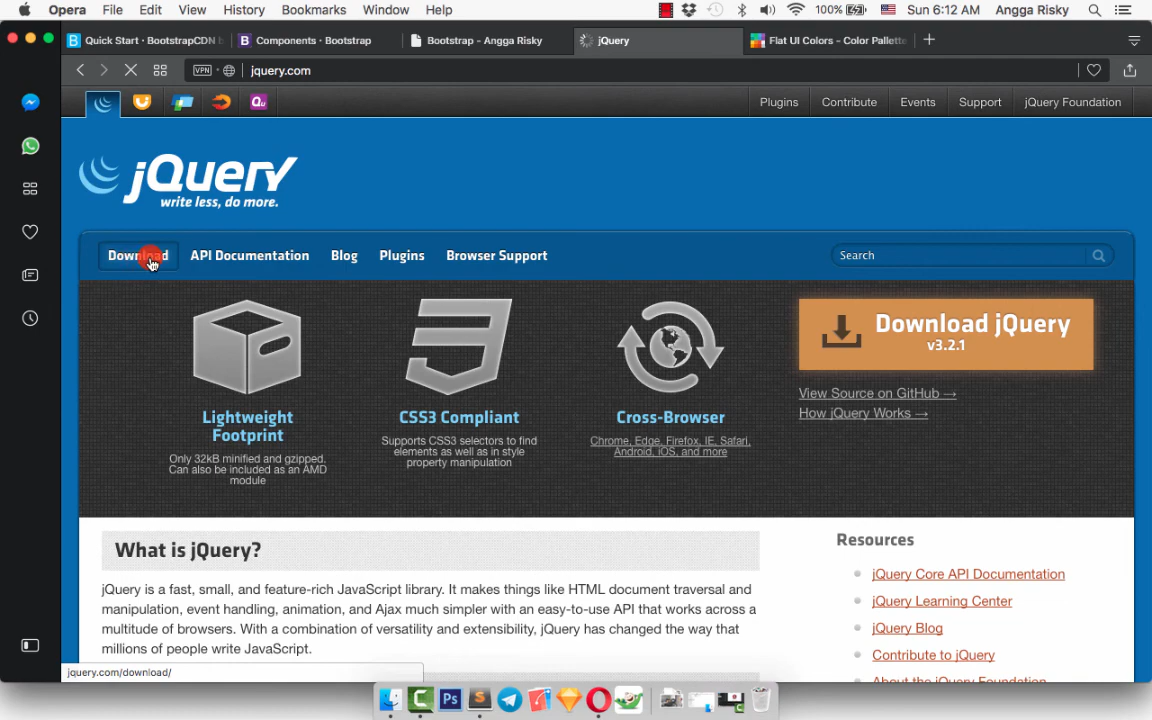 Opera File Edit View History Bookmarks Window Help 100% Sun 6:12 AM Angga Risky
Quick Start · BootstrapCDN b Components · Bootstrap Bootstrap – Angga Risky jQuery Flat UI Colors - Color Pallette
VPN jquery.com
Qu Plugins Contribute Events Support jQuery Foundation
jQuery
write less, do more.
Download API Documentation Blog Plugins Browser Support Search
Download jQuery
v3.2.1
View Source on GitHub →
How jQuery Works →
Lightweight
Footprint
Only 32kB minified and gzipped.
Can also be included as an AMD
module
CSS3 Compliant
Supports CSS3 selectors to find
elements as well as in style
property manipulation
Cross-Browser
Chrome, Edge, Firefox, IE, Safari,
Android, iOS, and more
What is jQuery?
jQuery is a fast, small, and feature-rich JavaScript library. It makes things like HTML document traversal and
manipulation, event handling, animation, and Ajax much simpler with an easy-to-use API that works across a
multitude of browsers. With a combination of versatility and extensibility, jQuery has changed the way that
millions of people write JavaScript.
Resources
jQuery Core API Documentation
jQuery Learning Center
jQuery Blog
Contribute to jQuery
About the jQuery Foundation
jquery.com/download/
Ps